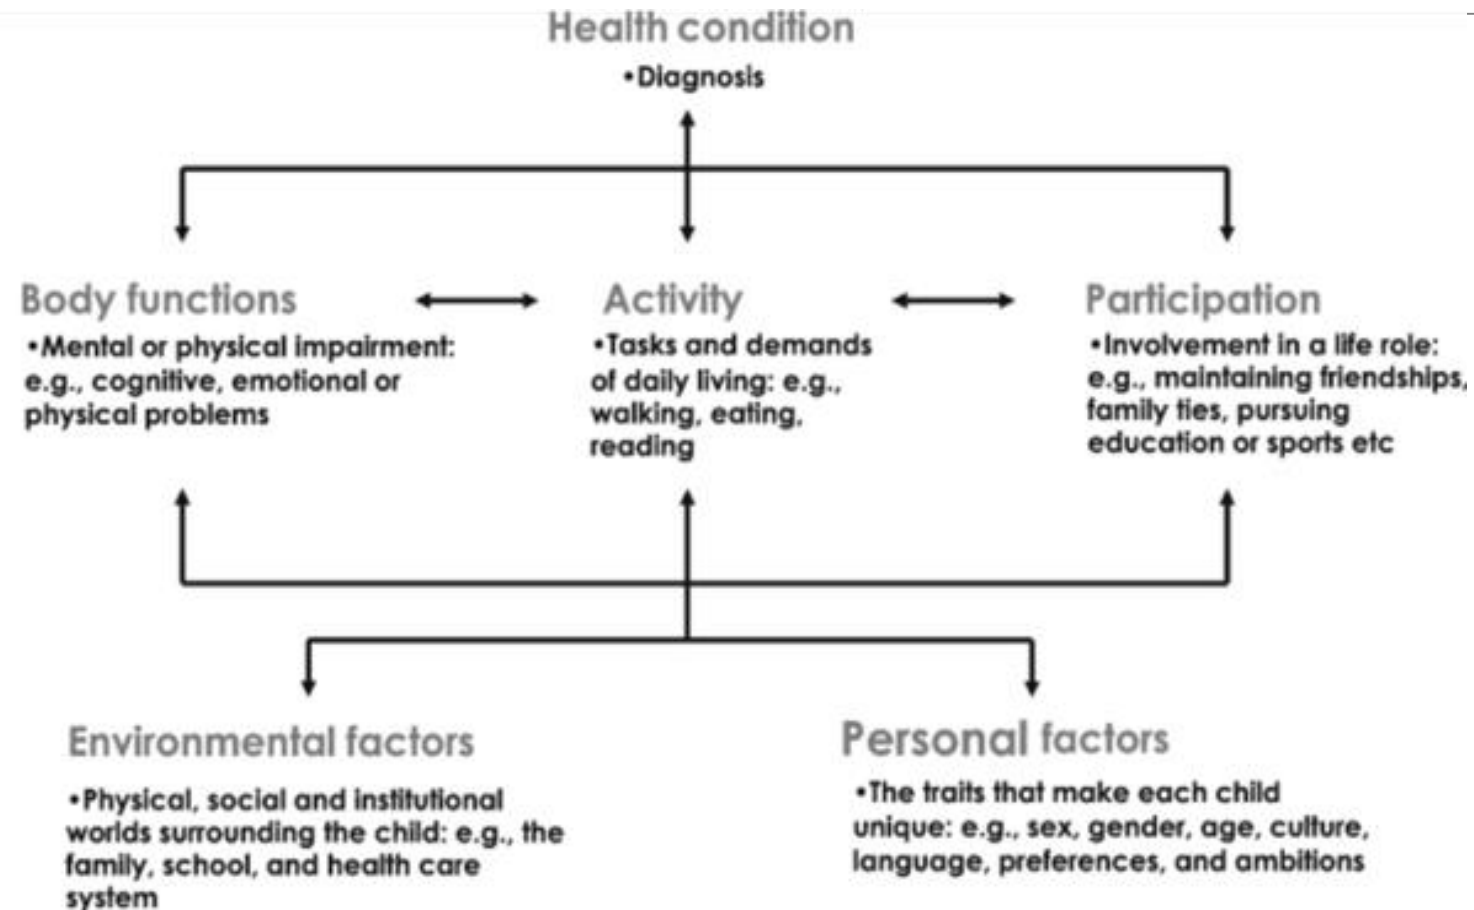 Health condition
•Diagnosis
Body functions
•Mental or physical impairment:
e.g., cognitive, emotional or
physical problems
Activity
•Tasks and demands
of daily living: e.g.,
walking, eating,
reading
Participation
•Involvement in a life role:
e.g., maintaining friendships,
family ties, pursuing
education or sports etc
Environmental factors
•Physical, social and institutional
worlds surrounding the child: e.g., the
family, school, and health care
system
Personal factors
•The traits that make each child
unique: e.g., sex, gender, age, culture,
language, preferences, and ambitions